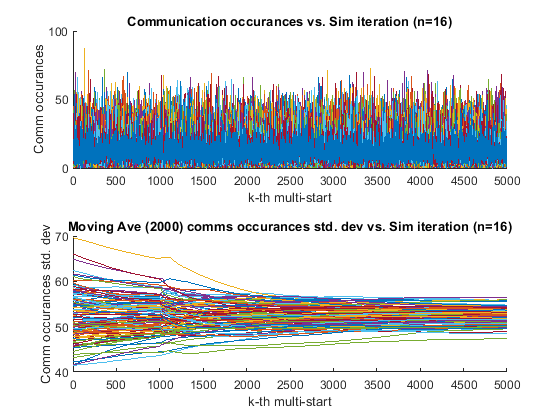 Communication occurances vs. Sim iteration (n=16)
Comm occurances
100
50
0
0 500 1000 1500 2000 2500 3000 3500 4000 4500 5000
k-th multi-start
Moving Ave (2000) comms occurances std. dev vs. Sim iteration (n=16)
Comm occurances std. dev
70
60
50
40
0 500 1000 1500 2000 2500 3000 3500 4000 4500 5000
k-th multi-start